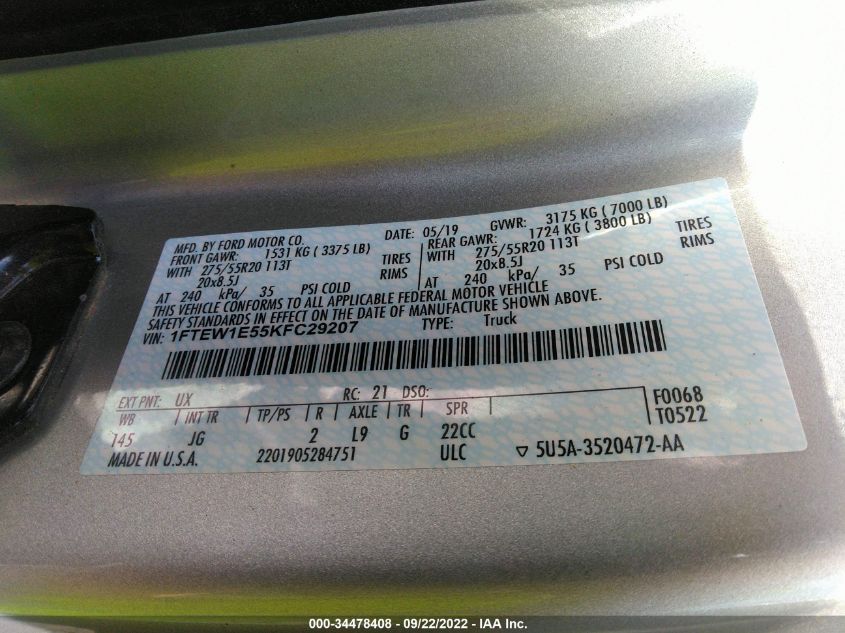 MFD. BY FORD MOTOR CO. DATE: 05/19 GVWR: 3175 KG ( 7000 LB)
FRONT GAWR: 1531 KG ( 3375 LB) REAR GAWR: 1724 KG ( 3800 LB)
WITH 275/55R20 113T TIRES WITH 275/55R20 113T TIRES
20x8.5J RIMS 20x8.5J RIMS
AT 240 kPa/ 35 PSI COLD AT 240 kPa/ 35 PSI COLD
THIS VEHICLE CONFORMS TO ALL APPLICABLE FEDERAL MOTOR VEHICLE
SAFETY STANDARDS IN EFFECT ON THE DATE OF MANUFACTURE SHOWN ABOVE.
VIN: 1FTEW1E55KFC29207 TYPE: Truck
EXT PNT: UX RC: 21 DSO: F0068
WB INT TR TP/PS R AXLE TR SPR T0522
145 JG 2 L9 G 22CC
MADE IN U.S.A. 2201905284751 ULC ▽ 5U5A-3520472-AA
000-34478408 - 09/22/2022 - IAA Inc.